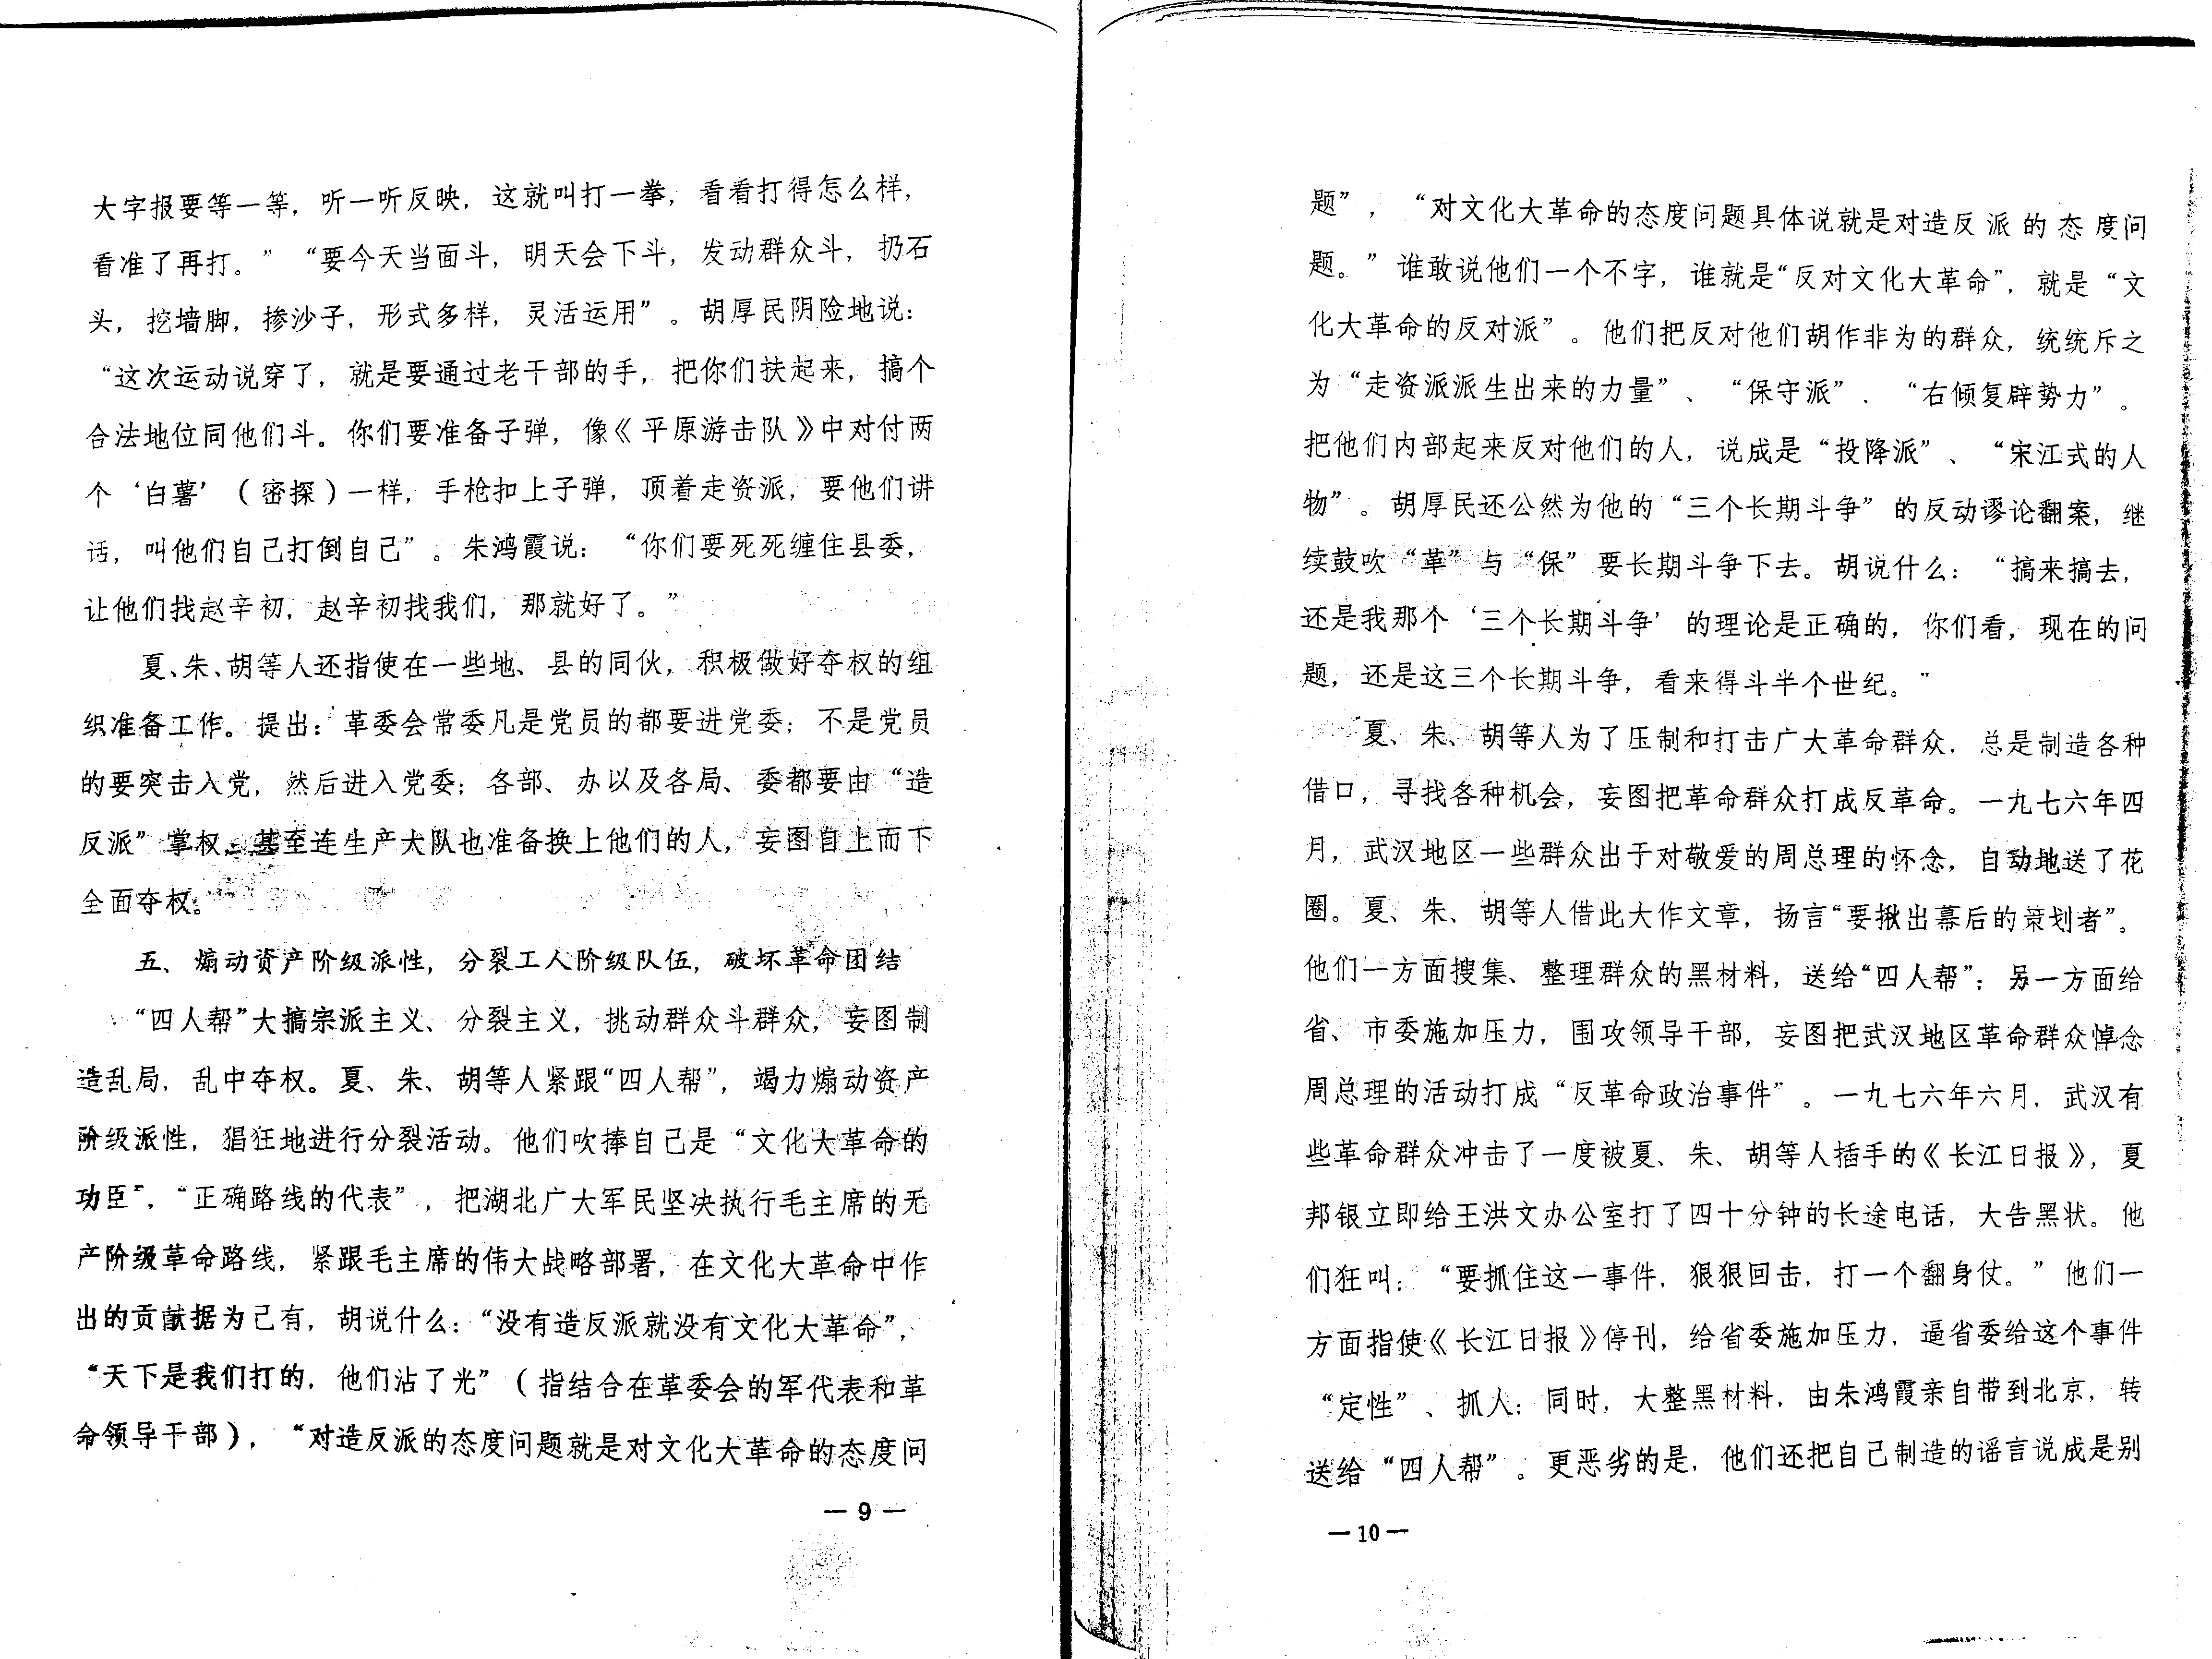 大字报要等一等，听一听反映，这就叫打一拳，看看打得怎么样，
看准了再打。”“要今天当面斗，明天会下斗，发动群众斗，扔石
头，挖墙脚，掺沙子，形式多样，灵活运用”。胡厚民阴险地说：
“这次运动说穿了，就是要通过老干部的手，把你们扶起来，搞个
合法地位同他们斗。你们要准备子弹，像《平原游击队》中对付两
个‘白薯’（密探）一样，手枪扣上子弹，顶着走资派，要他们讲
话，叫他们自己打倒自己”。朱鸿霞说：“你们要死死缠住县委，
让他们找赵辛初，赵辛初找我们，那就好了。”
夏、朱、胡等人还指使在一些地、县的同伙，积极做好夺权的组
织准备工作。提出：革委会常委凡是党员的都要进党委；不是党员
的要突击入党，然后进入党委；各部、办以及各局、委都要由“造
反派”掌权，甚至连生产大队也准备换上他们的人，妄图自上而下
全面夺权。
五、煽动资产阶级派性，分裂工人阶级队伍，破坏革命团结
“四人帮”大搞宗派主义、分裂主义，挑动群众斗群众，妄图制
造乱局，乱中夺权。夏、朱、胡等人紧跟“四人帮”，竭力煽动资产
阶级派性，猖狂地进行分裂活动。他们吹捧自己是“文化大革命的
功臣”，“正确路线的代表”，把湖北广大军民坚决执行毛主席的无
产阶级革命路线，紧跟毛主席的伟大战略部署，在文化大革命中作
出的贡献据为己有，胡说什么：“没有造反派就没有文化大革命”，
“天下是我们打的，他们沾了光”（指结合在革委会的军代表和革
命领导干部），“对造反派的态度问题就是对文化大革命的态度问
—9—
题”，“对文化大革命的态度问题具体说就是对造反派的态度问
题。”谁敢说他们一个不字，谁就是“反对文化大革命”，就是“文
化大革命的反对派”。他们把反对他们胡作非为的群众，统统斥之
为“走资派派生出来的力量”、“保守派”、“右倾复辟势力”。
把他们内部起来反对他们的人，说成是“投降派”、“宋江式的人
物”。胡厚民还公然为他的“三个长期斗争”的反动谬论翻案，继
续鼓吹“革”与“保”要长期斗争下去。胡说什么：“搞来搞去，
还是我那个‘三个长期斗争’的理论是正确的，你们看，现在的问
题，还是这三个长期斗争，看来得斗半个世纪。”
夏、朱、胡等人为了压制和打击广大革命群众，总是制造各种
借口，寻找各种机会，妄图把革命群众打成反革命。一九七六年四
月，武汉地区一些群众出于对敬爱的周总理的怀念，自动地送了花
圈。夏、朱、胡等人借此大作文章，扬言“要揪出幕后的策划者”。
他们一方面搜集、整理群众的黑材料，送给“四人帮”；另一方面给
省、市委施加压力，围攻领导干部，妄图把武汉地区革命群众悼念
周总理的活动打成“反革命政治事件”。一九七六年六月，武汉有
些革命群众冲击了一度被夏、朱、胡等人插手的《长江日报》，夏
邦银立即给王洪文办公室打了四十分钟的长途电话，大告黑状。他
们狂叫：“要抓住这一事件，狠狠回击，打一个翻身仗。”他们一
方面指使《长江日报》停刊，给省委施加压力，逼省委给这个事件
“定性”、抓人；同时，大整黑材料，由朱鸿霞亲自带到北京，转
送给“四人帮”。更恶劣的是，他们还把自己制造的谣言说成是别
—10—